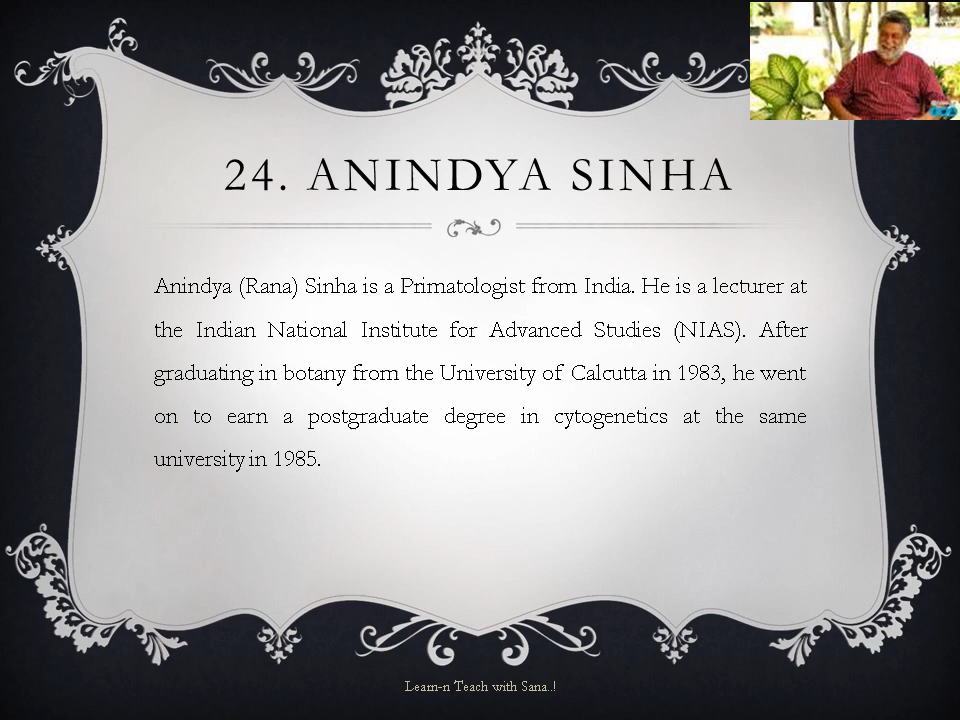 24. ANINDYA SINHA
Anindya (Rana) Sinha is a Primatologist from India. He is a lecturer at
the Indian National Institute for Advanced Studies (NIAS). After
graduating in botany from the University of Calcutta in 1983, he went
on to earn a postgraduate degree in cytogenetics at the same
university in 1985.
Learn-n Teach with Sana..!